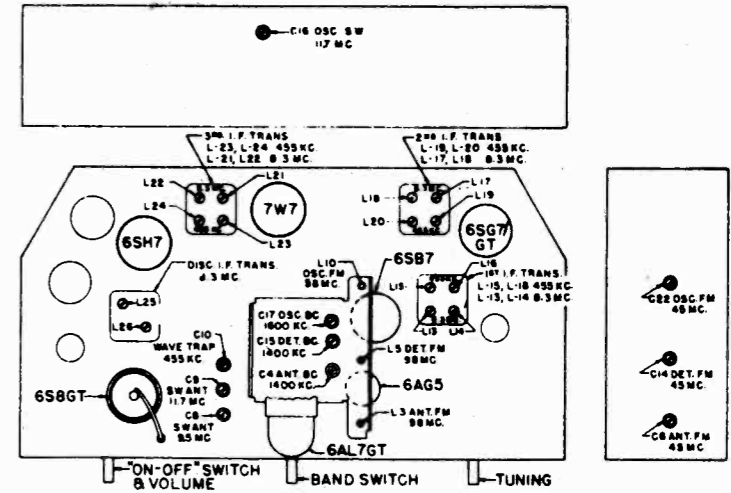 C16 OSC. SW
11.7 MC
3RD I.F. TRANS
L-23, L-24 455 KC.
L-21, L22 8.3 MC.
2ND I.F. TRANS
L-19, L-20 455 KC.
L-17, L18 8.3 MC.
L22
L21
L24
L23
7W7
L18
L17
L19
L20
6SG7
GT
6SH7
DISC. I.F. TRANS.
8.3 MC.
L25
L26
L10
OSC. FM
98 MC.
6SB7
L16
1ST I.F. TRANS.
L-15, L-16 455 KC.
L-13, L-14 8.3 MC.
L15
L13
L14
C17 OSC. BC
1600 KC.
C15 DET. BC
1400 KC.
C4 ANT. BC
1400 KC.
C10
WAVE TRAP
455 KC.
C9
SW ANT
11.7 MC
C8
SW ANT
9.5 MC
6S8GT
L5 DET. FM
98 MC.
6AG5
L3 ANT. FM
98 MC.
6AL7GT
C22 OSC. FM
45 MC.
C14 DET. FM
45 MC.
C6 ANT. FM
45 MC
"ON-OFF" SWITCH
& VOLUME
BAND SWITCH
TUNING